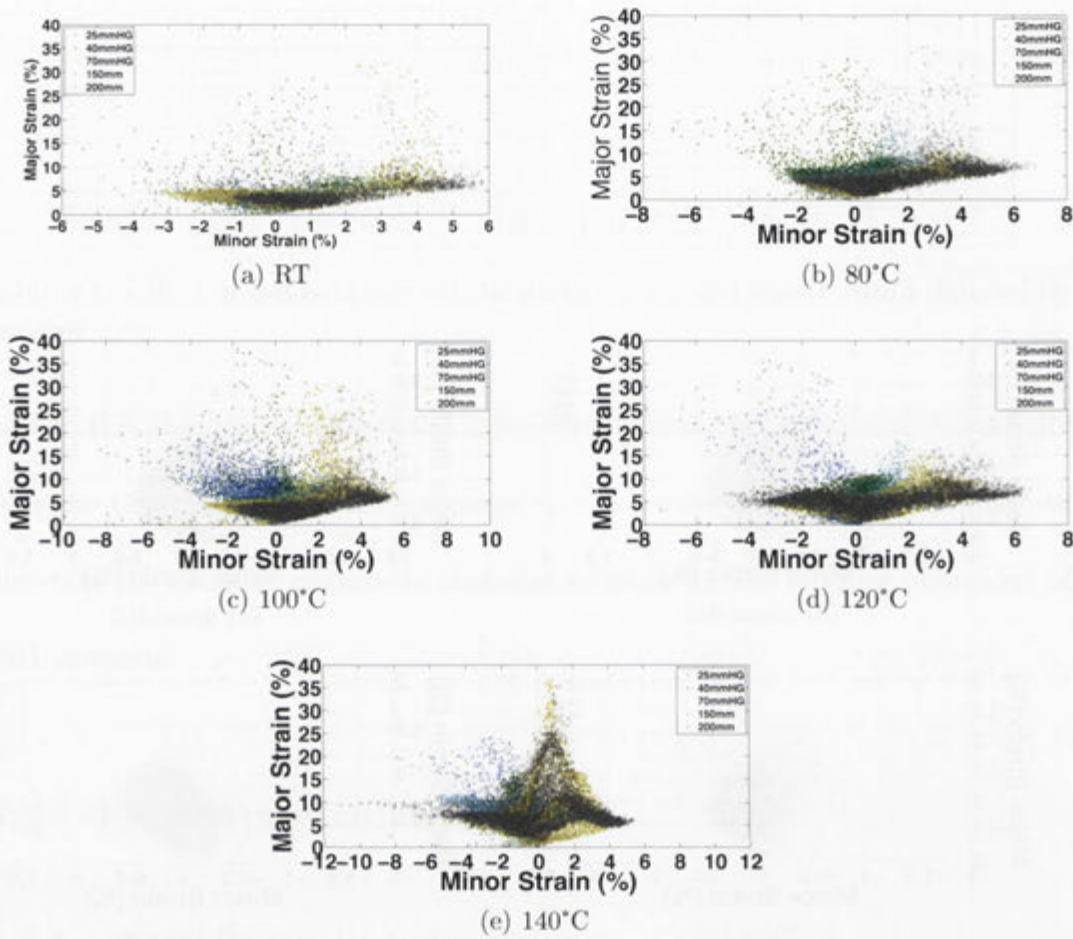 40
35
30
25
20
15
10
5
0
Major Strain (%)
25mmHG
40mmHG
70mmHG
150mm
200mm
−6 −5 −4 −3 −2 −1 0 1 2 3 4 5 6
Minor Strain (%)
(a) RT
40
35
30
25
20
15
10
5
0
Major Strain (%)
25mmHG
40mmHG
70mmHG
150mm
200mm
−8 −6 −4 −2 0 2 4 6 8
Minor Strain (%)
(b) 80°C
40
35
30
25
20
15
10
5
0
Major Strain (%)
25mmHG
40mmHG
70mmHG
150mm
200mm
−10 −8 −6 −4 −2 0 2 4 6 8 10
Minor Strain (%)
(c) 100°C
40
35
30
25
20
15
10
5
0
Major Strain (%)
25mmHG
40mmHG
70mmHG
150mm
200mm
−8 −6 −4 −2 0 2 4 6 8
Minor Strain (%)
(d) 120°C
40
35
30
25
20
15
10
5
0
Major Strain (%)
25mmHG
40mmHG
70mmHG
150mm
200mm
−12 −10 −8 −6 −4 −2 0 2 4 6 8 10 12
Minor Strain (%)
(e) 140°C